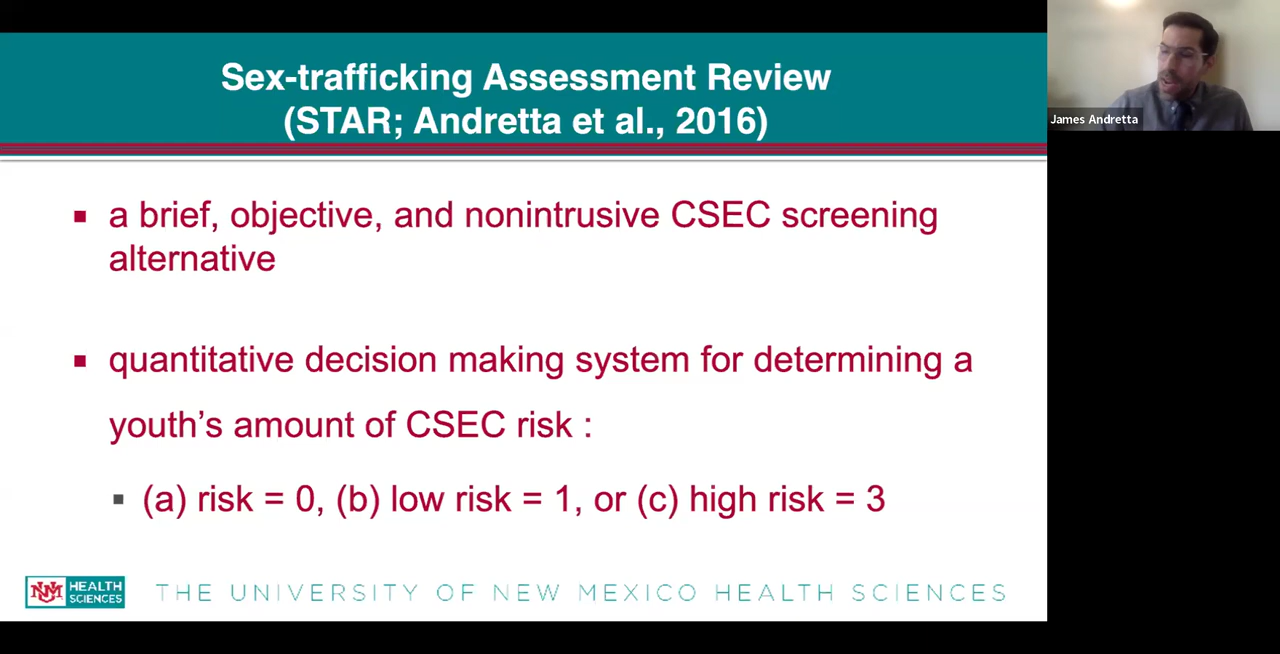 Sex-trafficking Assessment Review
(STAR; Andretta et al., 2016)
James Andretta
▪ a brief, objective, and nonintrusive CSEC screening
alternative
▪ quantitative decision making system for determining a
youth’s amount of CSEC risk :
▪ (a) risk = 0, (b) low risk = 1, or (c) high risk = 3
UNM HEALTH
SCIENCES
THE UNIVERSITY OF NEW MEXICO HEALTH SCIENCES